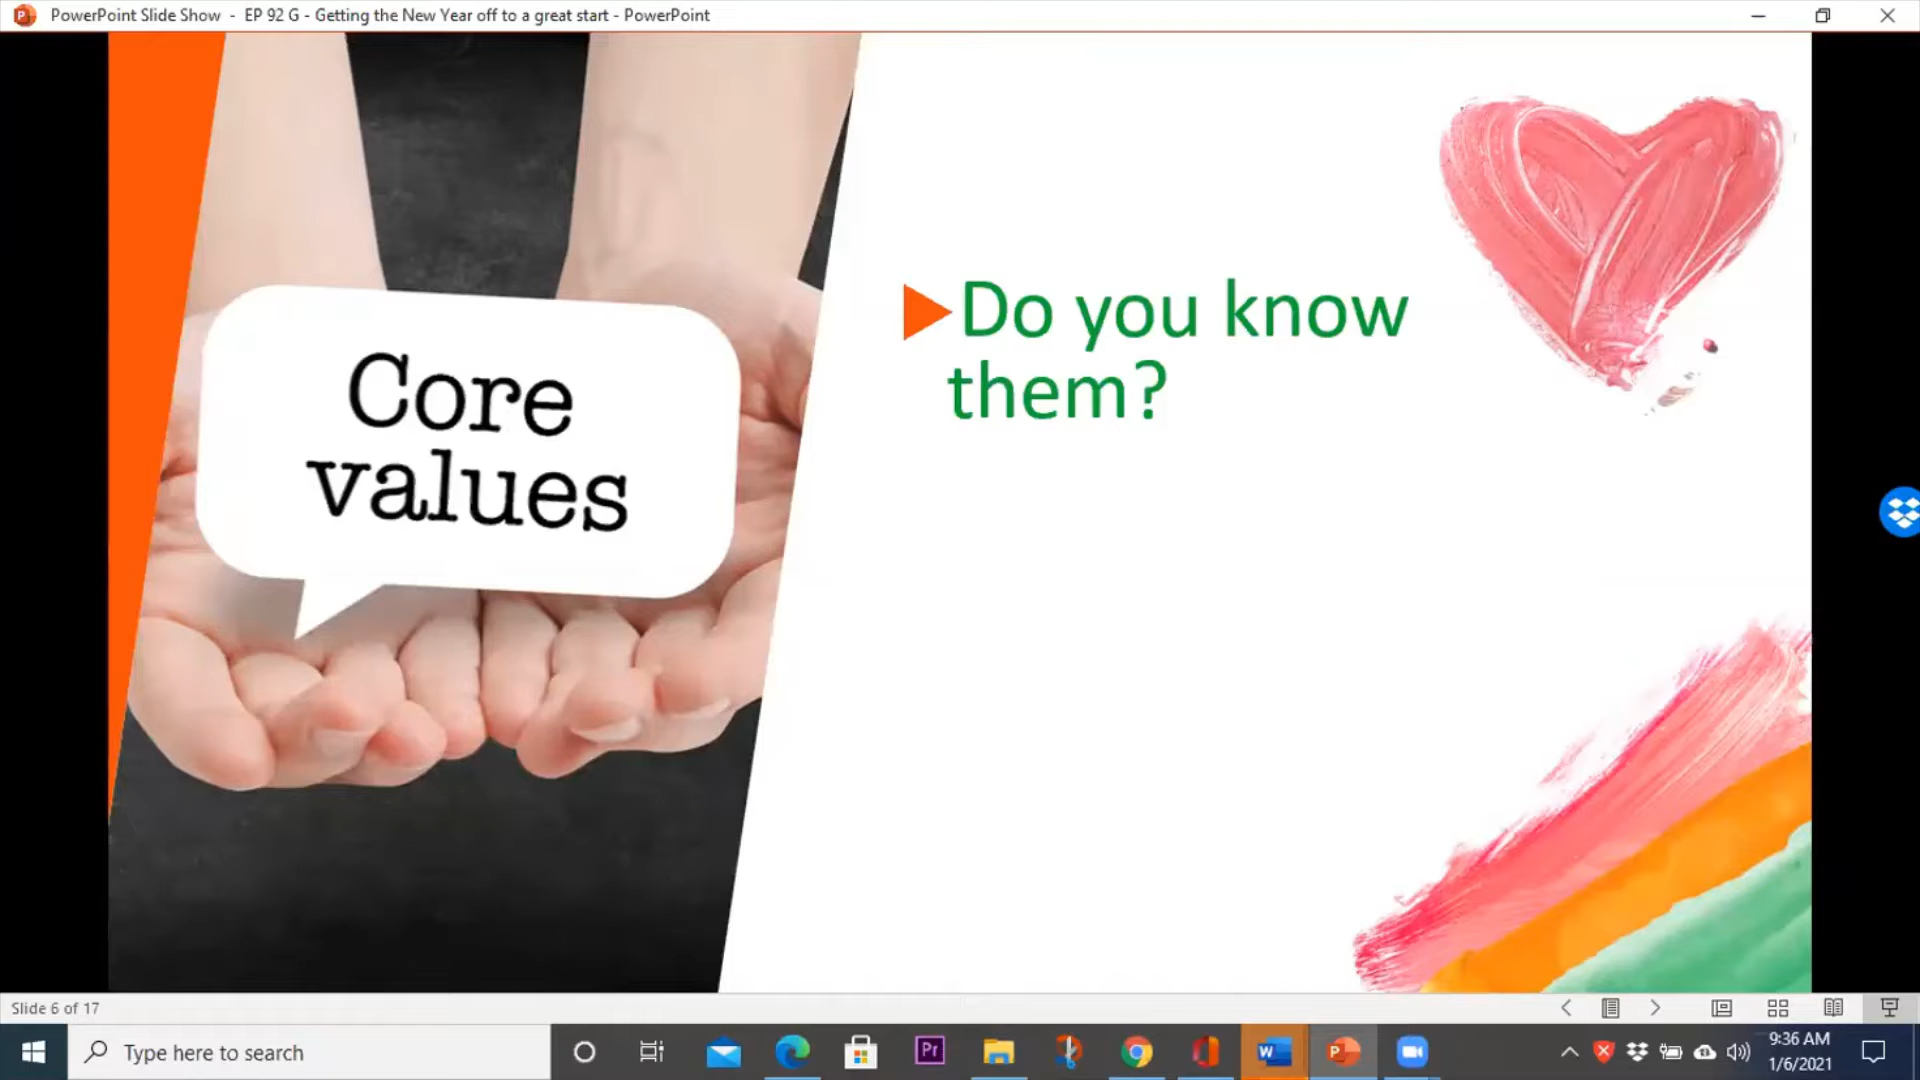 PowerPoint Slide Show - EP 92 G - Getting the New Year off to a great start - PowerPoint
Core
values
Do you know
them?
Slide 6 of 17
Type here to search
Pr
9:36 AM
1/6/2021